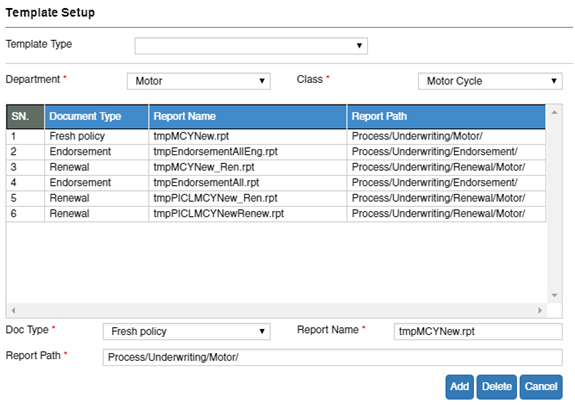 Template Setup
Template Type
Department * Motor Class * Motor Cycle
SN. Document Type Report Name Report Path
1 Fresh policy tmpMCYNew.rpt Process/Underwriting/Motor/
2 Endorsement tmpEndorsementAllEng.rpt Process/Underwriting/Endorsement/
3 Renewal tmpMCYNew_Ren.rpt Process/Underwriting/Renewal/Motor/
4 Endorsement tmpEndorsementAll.rpt Process/Underwriting/Endorsement/
5 Renewal tmpPICLMCYNew_Ren.rpt Process/Underwriting/Renewal/Motor/
6 Renewal tmpPICLMCYNewRenew.rpt Process/Underwriting/Renewal/Motor/
Doc Type * Fresh policy Report Name * tmpMCYNew.rpt
Report Path * Process/Underwriting/Motor/
Add Delete Cancel